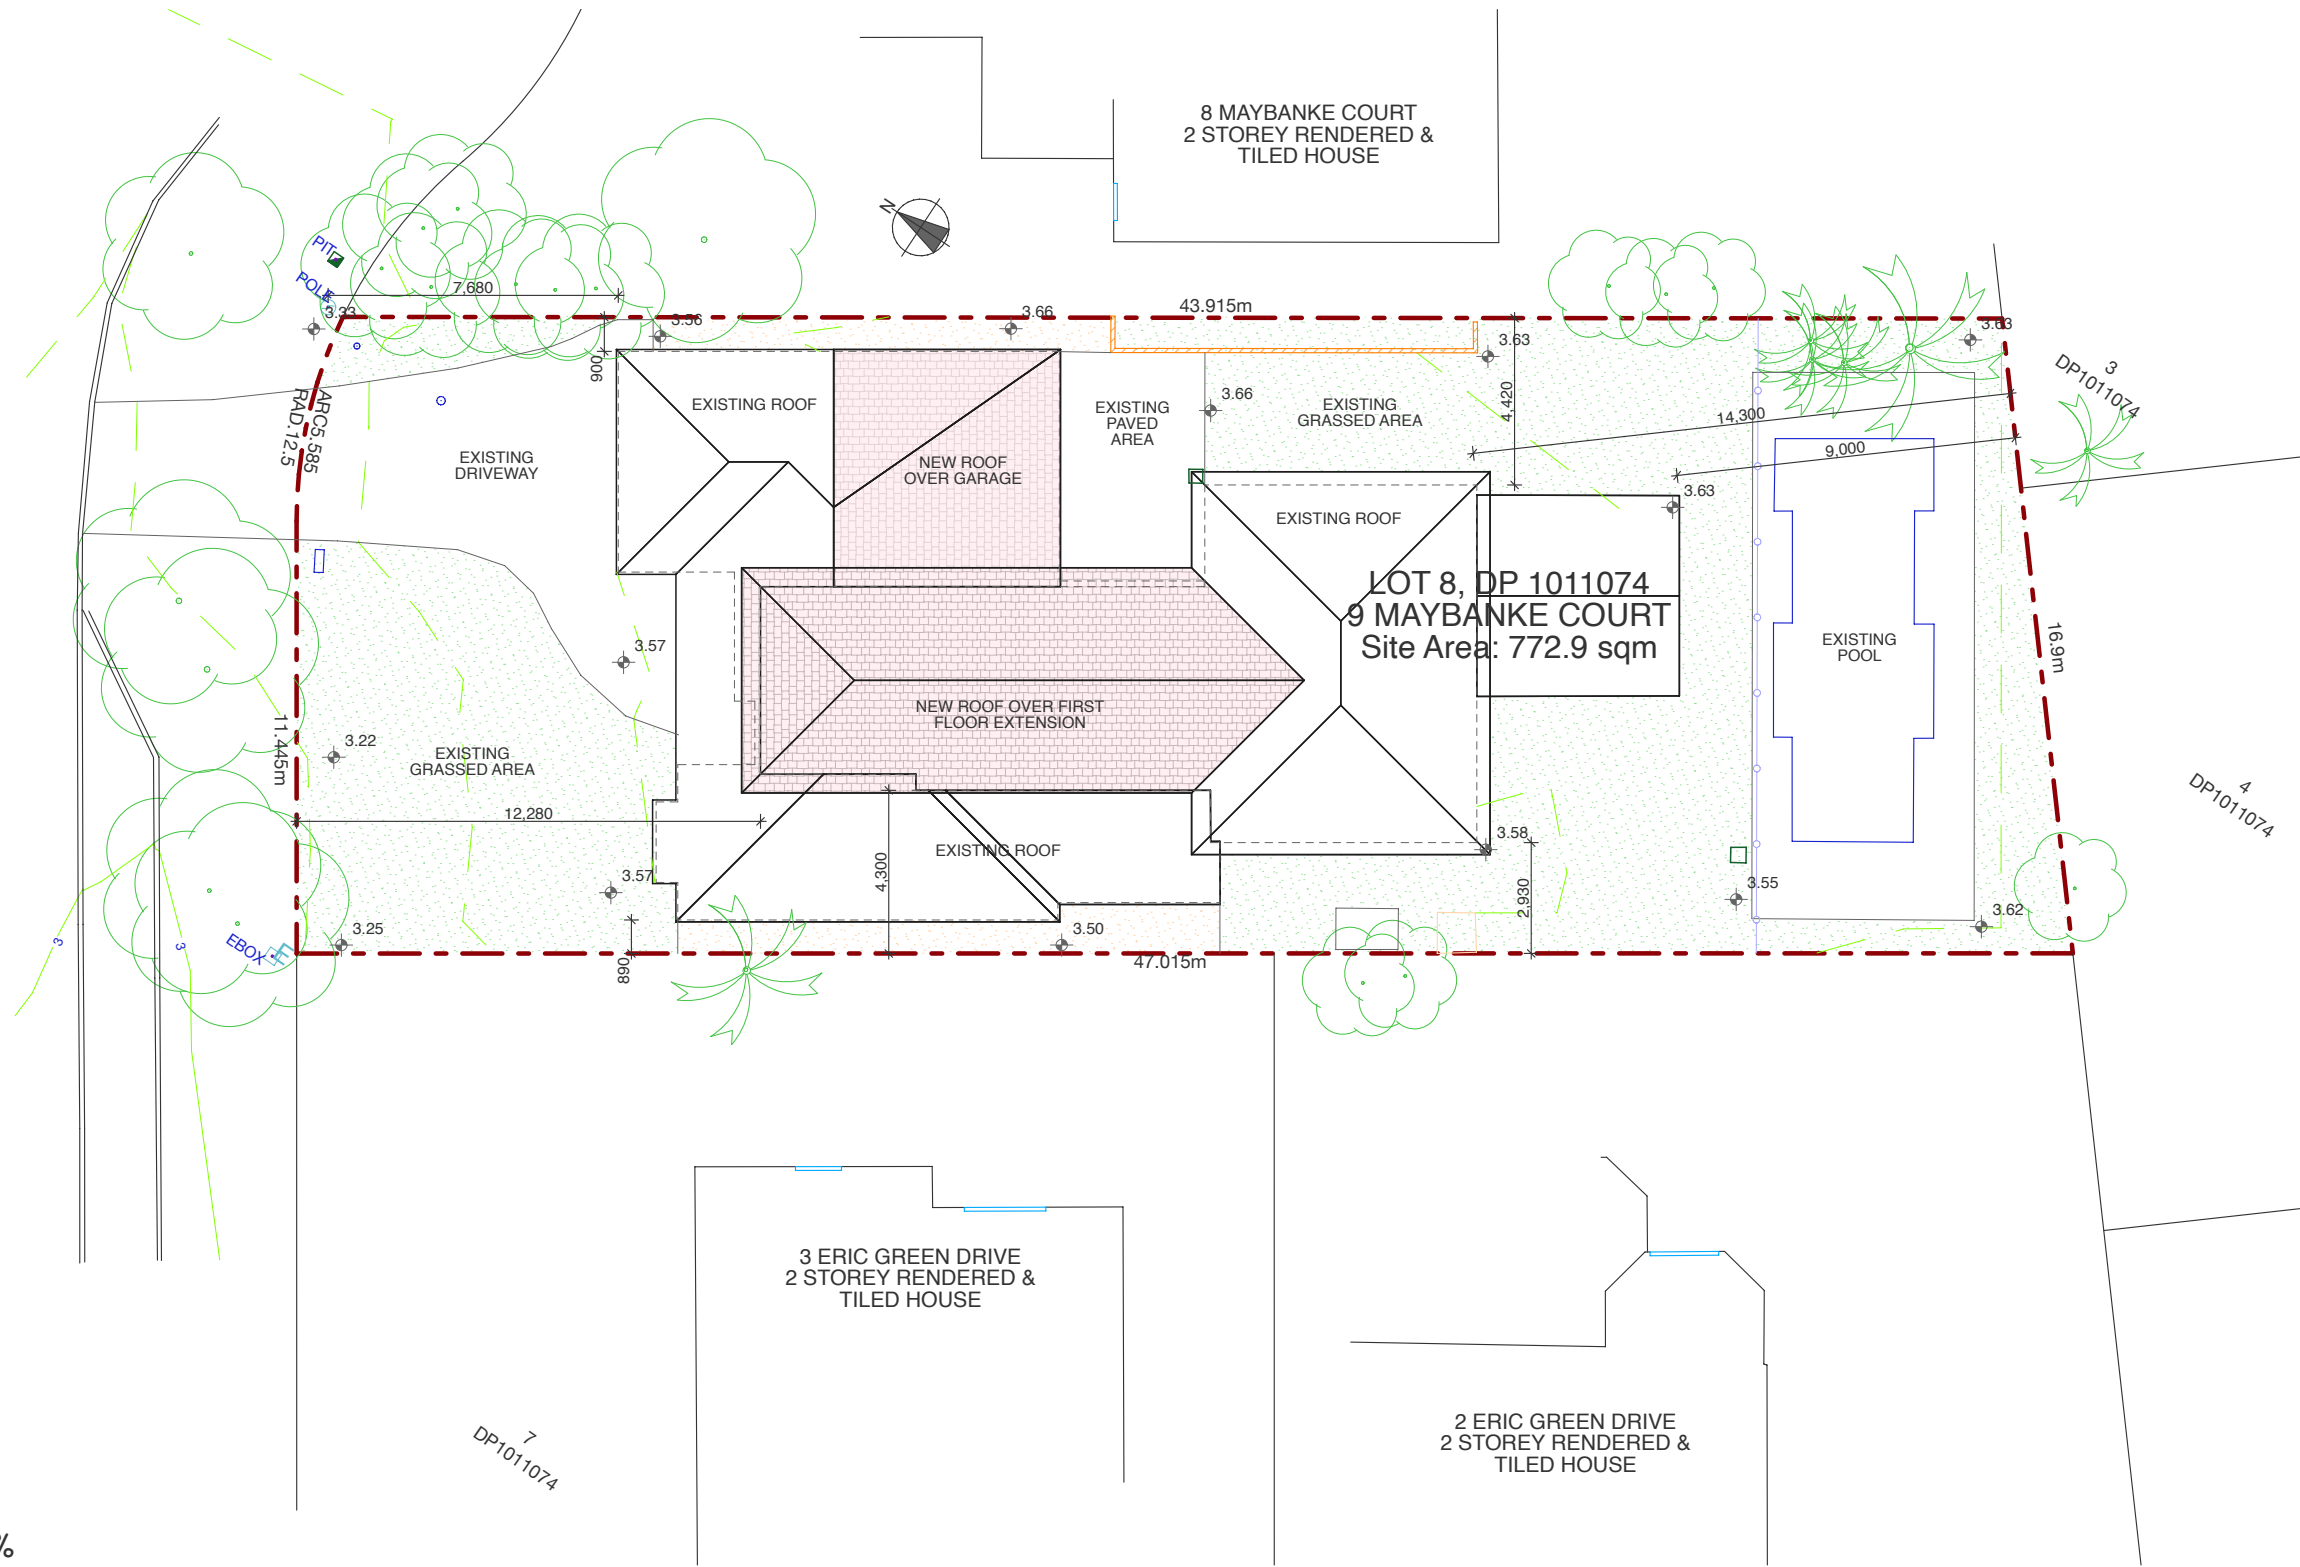 8 MAYBANKE COURT
2 STOREY RENDERED &
TILED HOUSE
N
PIT
POLE
7,680
3.33
3.56
3.66
43.915m
3.63
3.63
900
3
DP1011074
ARC5.585
RAD.12.5
EXISTING ROOF
EXISTING
PAVED
AREA
3.66
EXISTING
GRASSED AREA
4,420
14,300
9,000
EXISTING
DRIVEWAY
NEW ROOF
OVER GARAGE
3.63
EXISTING ROOF
LOT 8, DP 1011074
9 MAYBANKE COURT
Site Area: 772.9 sqm
EXISTING
POOL
16.9m
3.57
NEW ROOF OVER FIRST
FLOOR EXTENSION
11.445m
3.22
EXISTING
GRASSED AREA
4
DP1011074
12,280
3.58
EXISTING ROOF
4,300
3.57
2,930
3.55
3.62
3.25
3.50
3
3
EBOX
890
47.015m
3 ERIC GREEN DRIVE
2 STOREY RENDERED &
TILED HOUSE
7
DP1011074
2 ERIC GREEN DRIVE
2 STOREY RENDERED &
TILED HOUSE
%